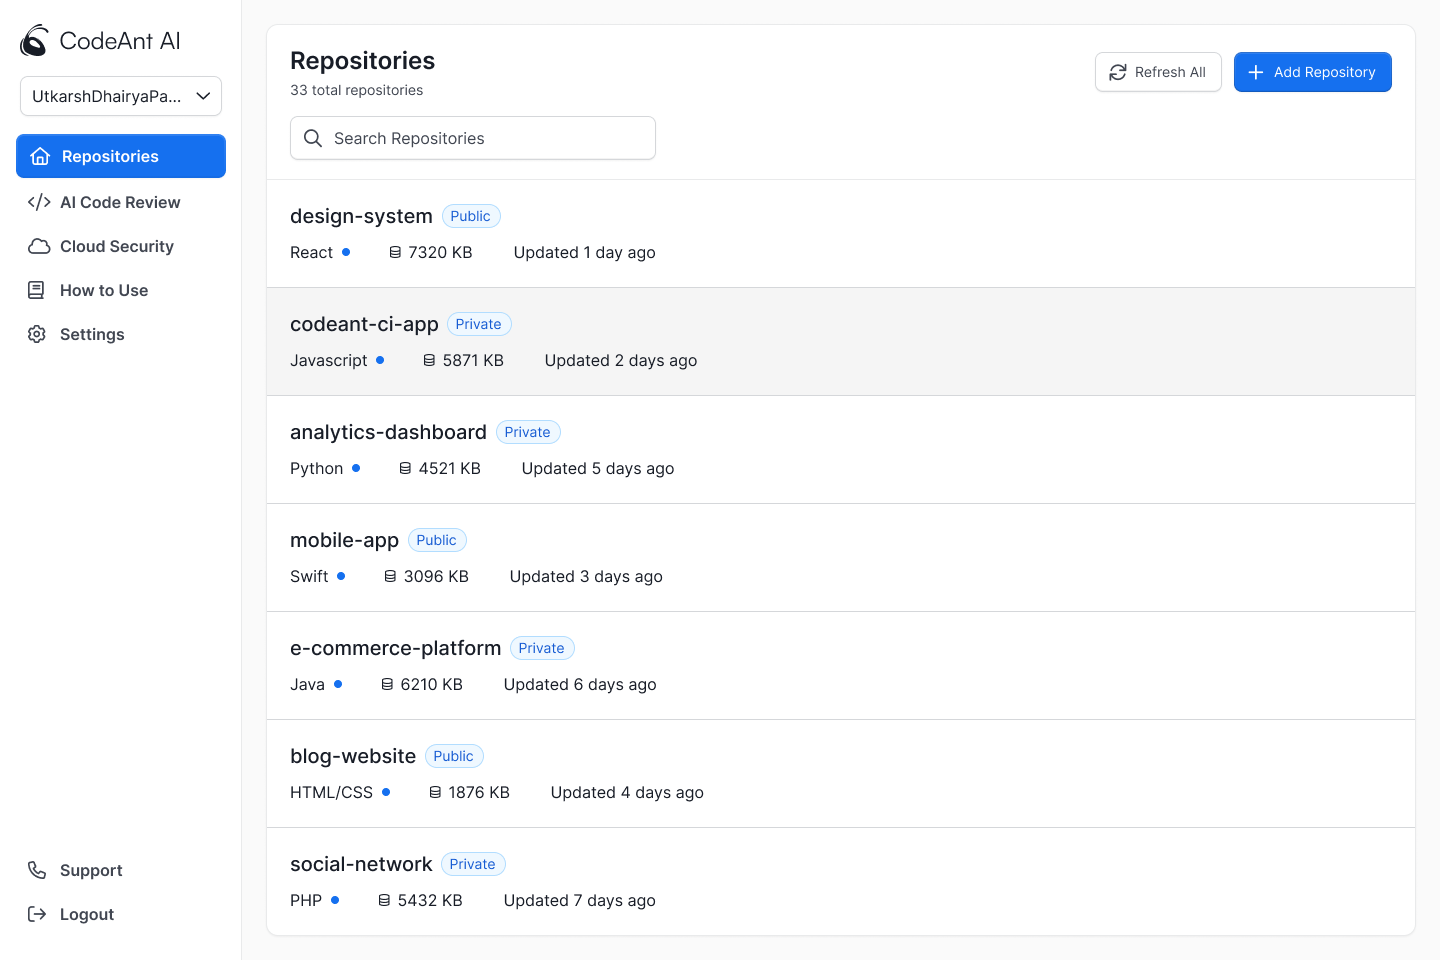 CodeAnt AI
UtkarshDhairyaPa...
Repositories
AI Code Review
Cloud Security
How to Use
Settings
Support
Logout
Repositories
33 total repositories
Refresh All
Add Repository
Search Repositories
design-system Public
React 7320 KB Updated 1 day ago
codeant-ci-app Private
Javascript 5871 KB Updated 2 days ago
analytics-dashboard Private
Python 4521 KB Updated 5 days ago
mobile-app Public
Swift 3096 KB Updated 3 days ago
e-commerce-platform Private
Java 6210 KB Updated 6 days ago
blog-website Public
HTML/CSS 1876 KB Updated 4 days ago
social-network Private
PHP 5432 KB Updated 7 days ago